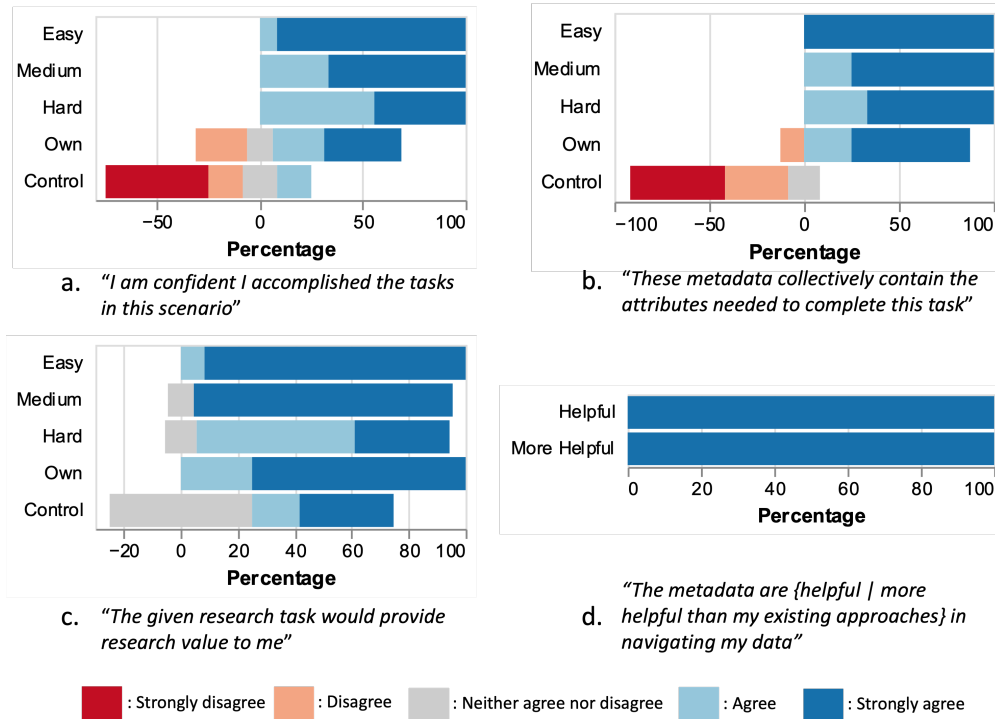 Easy
Medium
Hard
Own
Control
−50 0 50 100
Percentage
a. “I am confident I accomplished the tasks
in this scenario”
Easy
Medium
Hard
Own
Control
−100 −50 0 50 100
Percentage
b. “These metadata collectively contain the
attributes needed to complete this task”
Easy
Medium
Hard
Own
Control
−20 0 20 40 60 80 100
Percentage
c. “The given research task would provide
research value to me”
Helpful
More Helpful
0 20 40 60 80 100
Percentage
d. “The metadata are {helpful | more
helpful than my existing approaches} in
navigating my data”
: Strongly disagree : Disagree : Neither agree nor disagree : Agree : Strongly agree